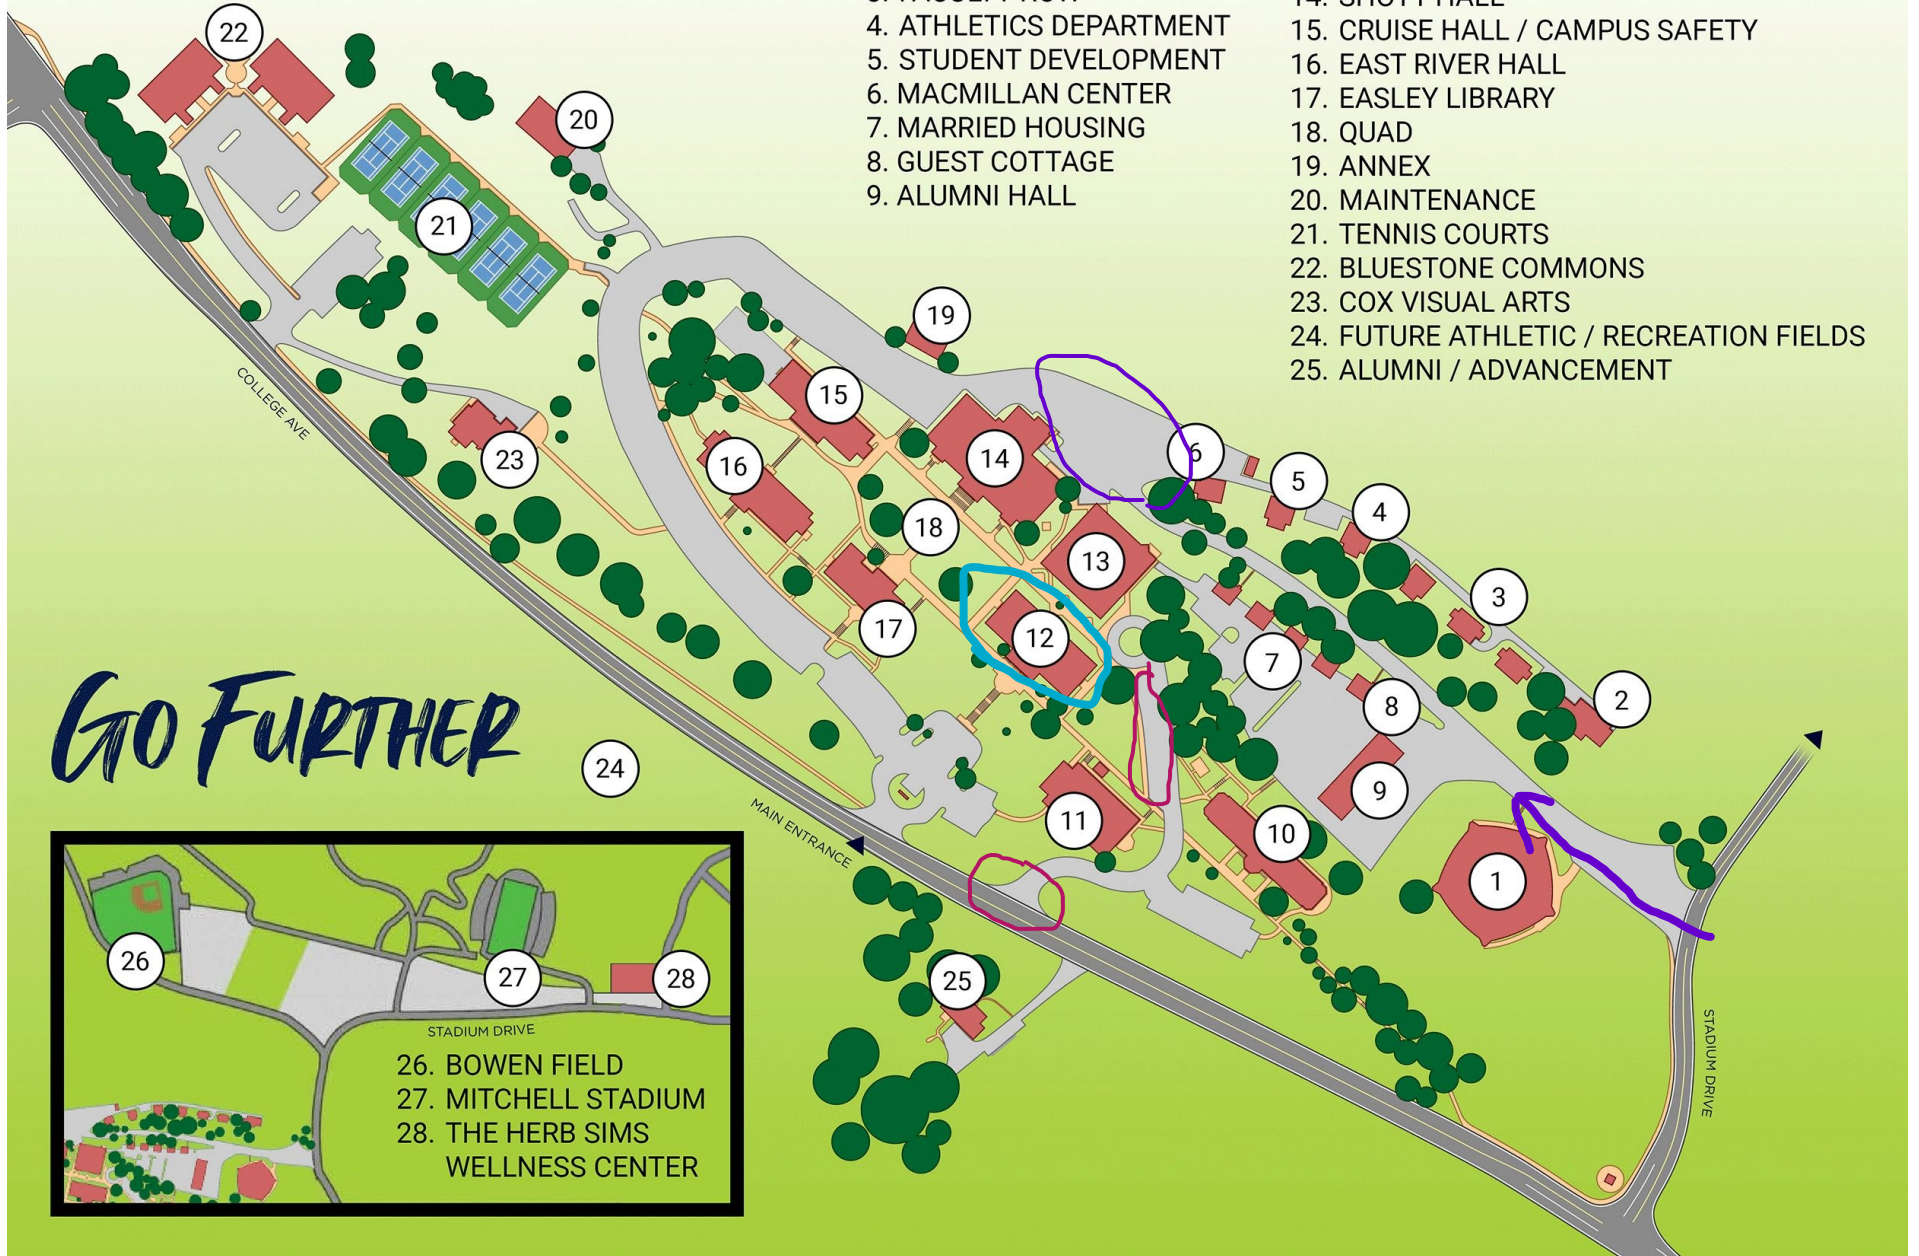 4. ATHLETICS DEPARTMENT
5. STUDENT DEVELOPMENT
6. MACMILLAN CENTER
7. MARRIED HOUSING
8. GUEST COTTAGE
9. ALUMNI HALL
15. CRUISE HALL / CAMPUS SAFETY
16. EAST RIVER HALL
17. EASLEY LIBRARY
18. QUAD
19. ANNEX
20. MAINTENANCE
21. TENNIS COURTS
22. BLUESTONE COMMONS
23. COX VISUAL ARTS
24. FUTURE ATHLETIC / RECREATION FIELDS
25. ALUMNI / ADVANCEMENT
22
20
21
19
15
6
14
23
16
5
4
18
13
3
12
17
7
2
8
24
9
11
10
1
25
COLLEGE AVE
MAIN ENTRANCE
STADIUM DRIVE
GO FURTHER
26
27
28
STADIUM DRIVE
26. BOWEN FIELD
27. MITCHELL STADIUM
28. THE HERB SIMS
WELLNESS CENTER